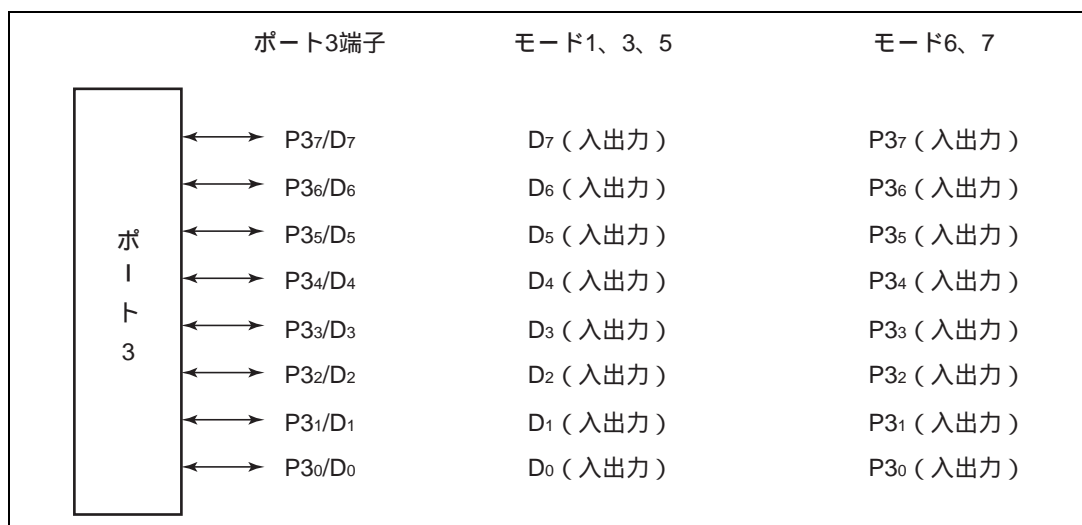 ポート3端子 モード1、3、5 モード6、7
P37/D7 D7(入出力) P37(入出力)
P36/D6 D6(入出力) P36(入出力)
P35/D5 D5(入出力) P35(入出力)
P34/D4 D4(入出力) P34(入出力)
P33/D3 D3(入出力) P33(入出力)
P32/D2 D2(入出力) P32(入出力)
P31/D1 D1(入出力) P31(入出力)
P30/D0 D0(入出力) P30(入出力)
ポート3